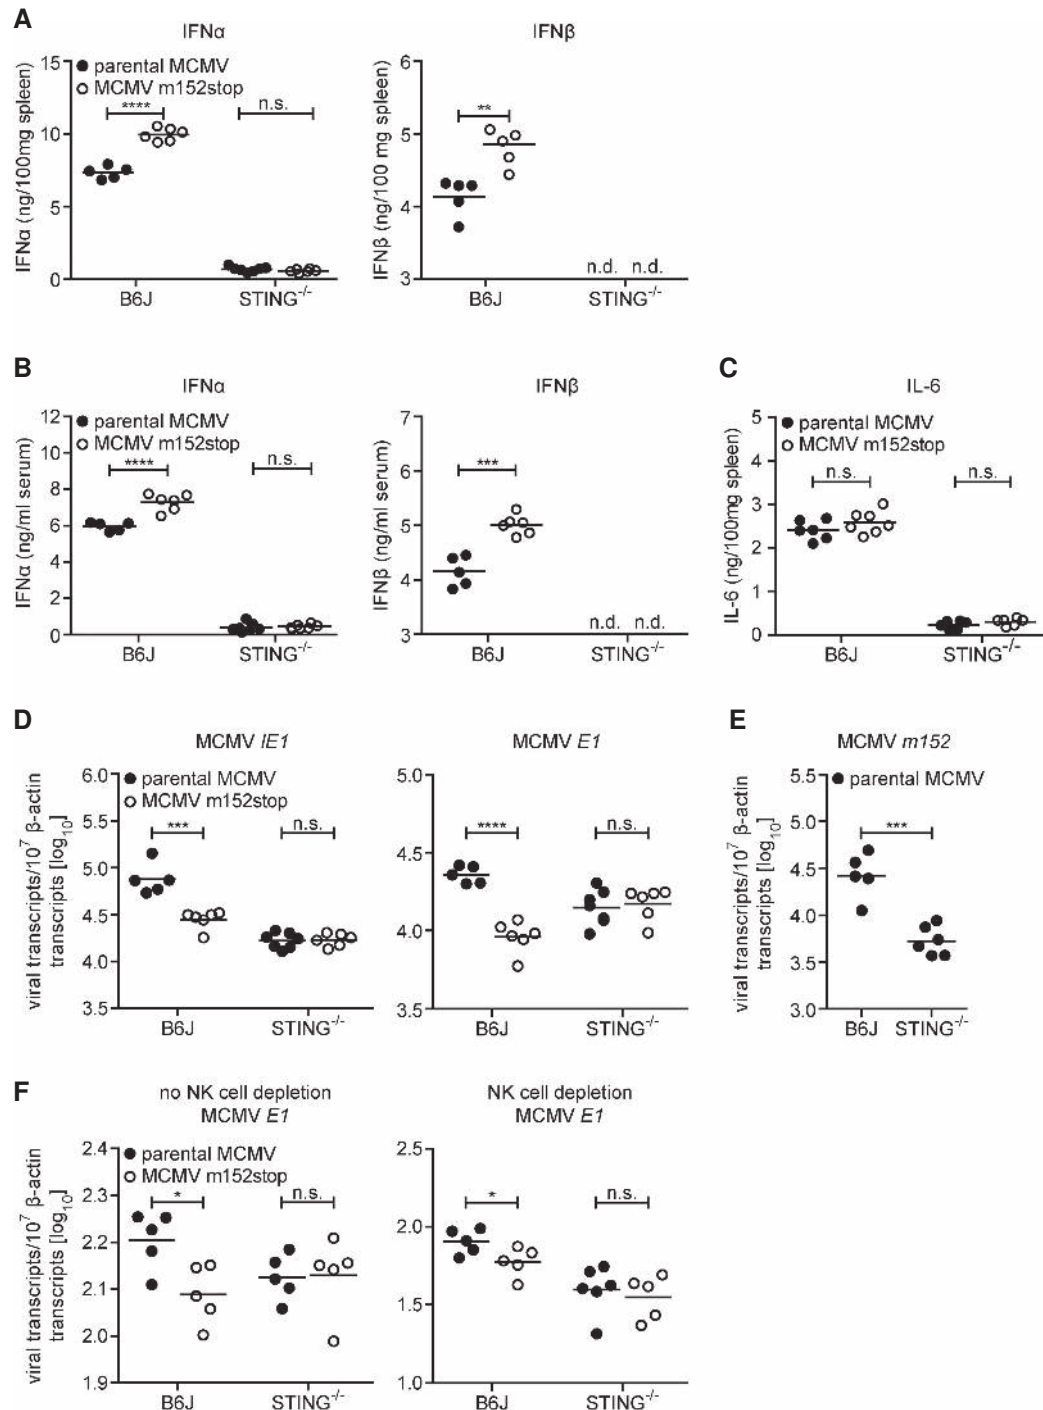 A
IFNα
IFNα (ng/100mg spleen)
15
10
5
0
parental MCMV
MCMV m152stop
****
n.s.
B6J
STING-/-
IFNβ
IFNβ (ng/100 mg spleen)
6
5
4
3
**
n.d. n.d.
B6J
STING-/-
B
IFNα
IFNα (ng/ml serum)
12
10
8
6
4
2
0
parental MCMV
MCMV m152stop
****
n.s.
B6J
STING-/-
IFNβ
IFNβ (ng/ml serum)
7
6
5
4
3
***
n.d. n.d.
B6J
STING-/-
C
IL-6
IL-6 (ng/100mg spleen)
5
4
3
2
1
0
parental MCMV
MCMV m152stop
n.s.
n.s.
B6J
STING-/-
D
MCMV IE1
viral transcripts/10^7 β-actin
transcripts [log10]
6.0
5.5
5.0
4.5
4.0
3.5
parental MCMV
MCMV m152stop
***
n.s.
B6J
STING-/-
MCMV E1
5.0
4.5
4.0
3.5
****
n.s.
B6J
STING-/-
E
MCMV m152
viral transcripts/10^7 β-actin
transcripts [log10]
5.5
5.0
4.5
4.0
3.5
3.0
parental MCMV
***
B6J
STING-/-
F
no NK cell depletion
MCMV E1
viral transcripts/10^7 β-actin
transcripts [log10]
2.4
2.3
2.2
2.1
2.0
1.9
parental MCMV
MCMV m152stop
*
n.s.
B6J
STING-/-
NK cell depletion
MCMV E1
2.5
2.0
1.5
1.0
*
n.s.
B6J
STING-/-